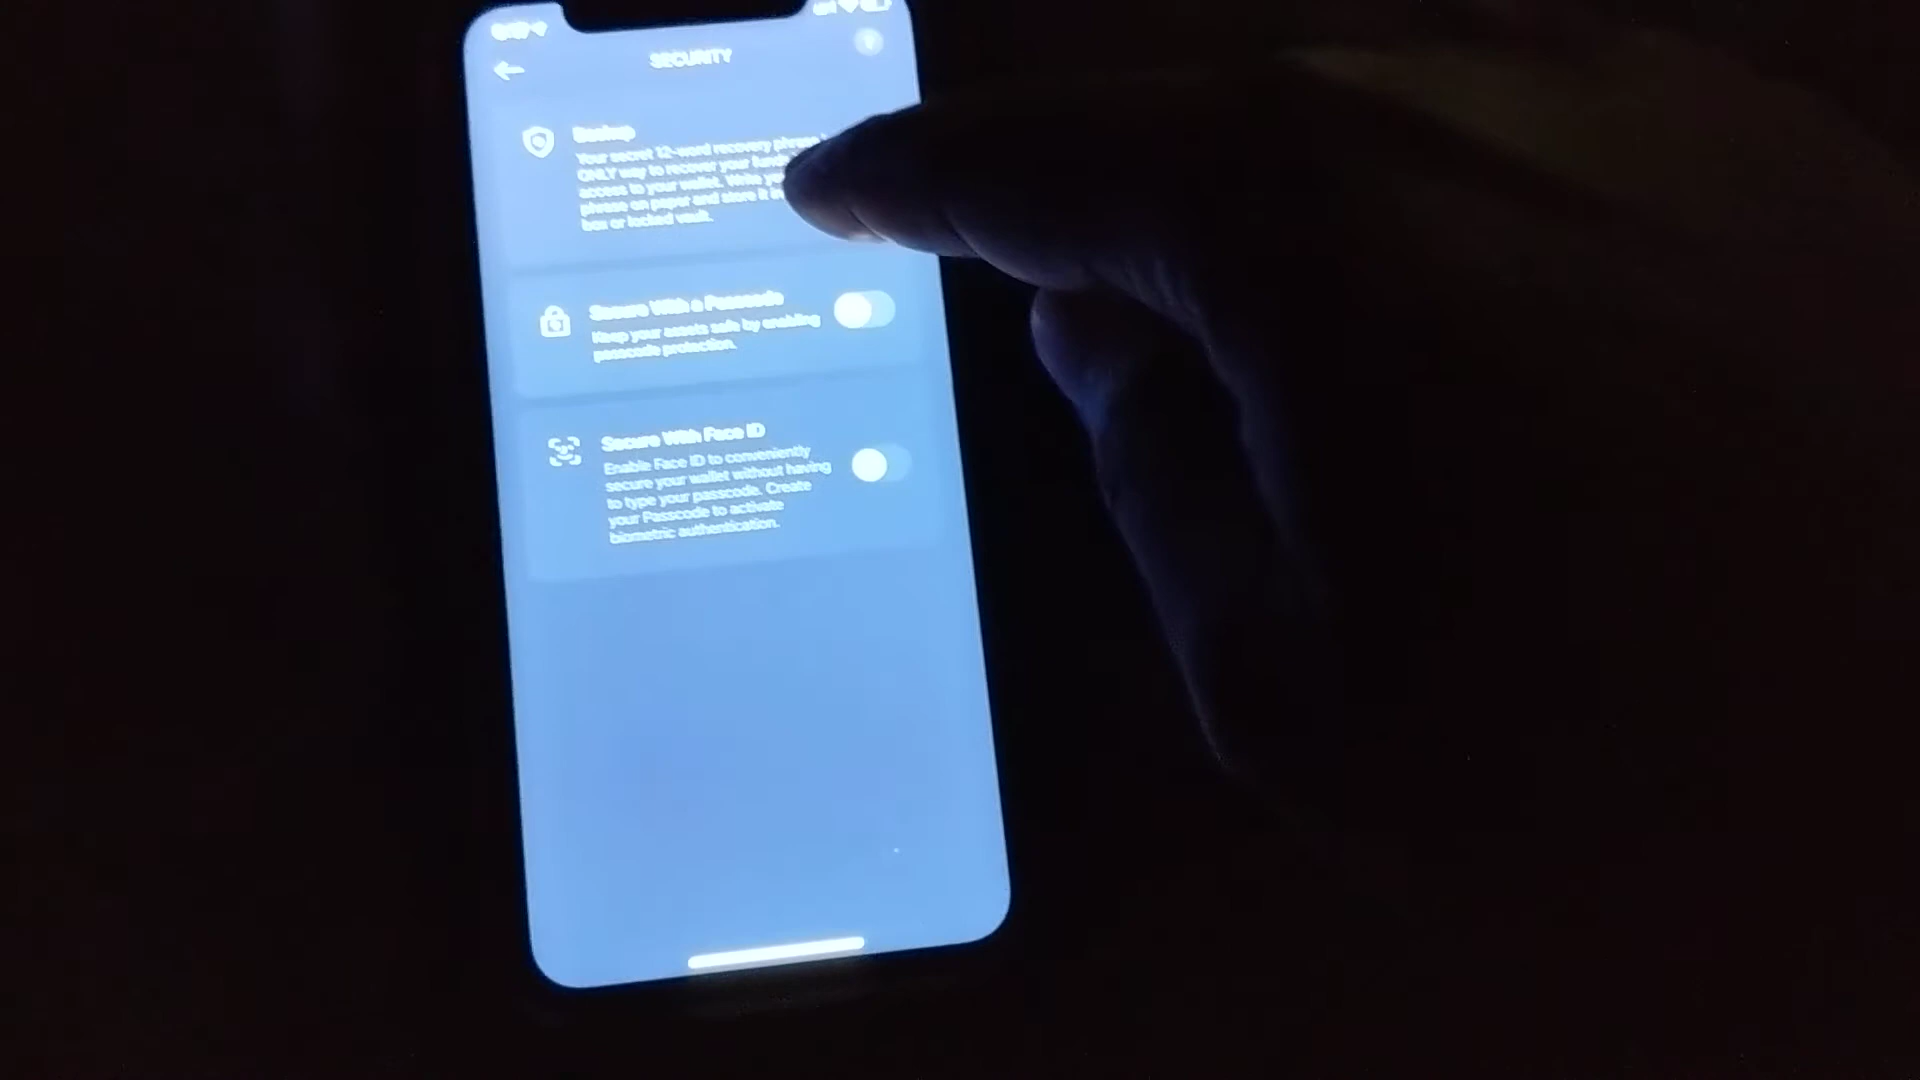 SECURITY
Backup
Your secret 12-word recovery phrase
ONLY way to recover your funds
access to your wallet. Write
phrase on paper and store it in
box or locked vault.
Secure With a Passcode
Keep your assets safe by enabling
passcode protection.
Secure With Face ID
Enable Face ID to conveniently
secure your wallet without having
to type your passcode. Create
your Passcode to activate
biometric authentication.